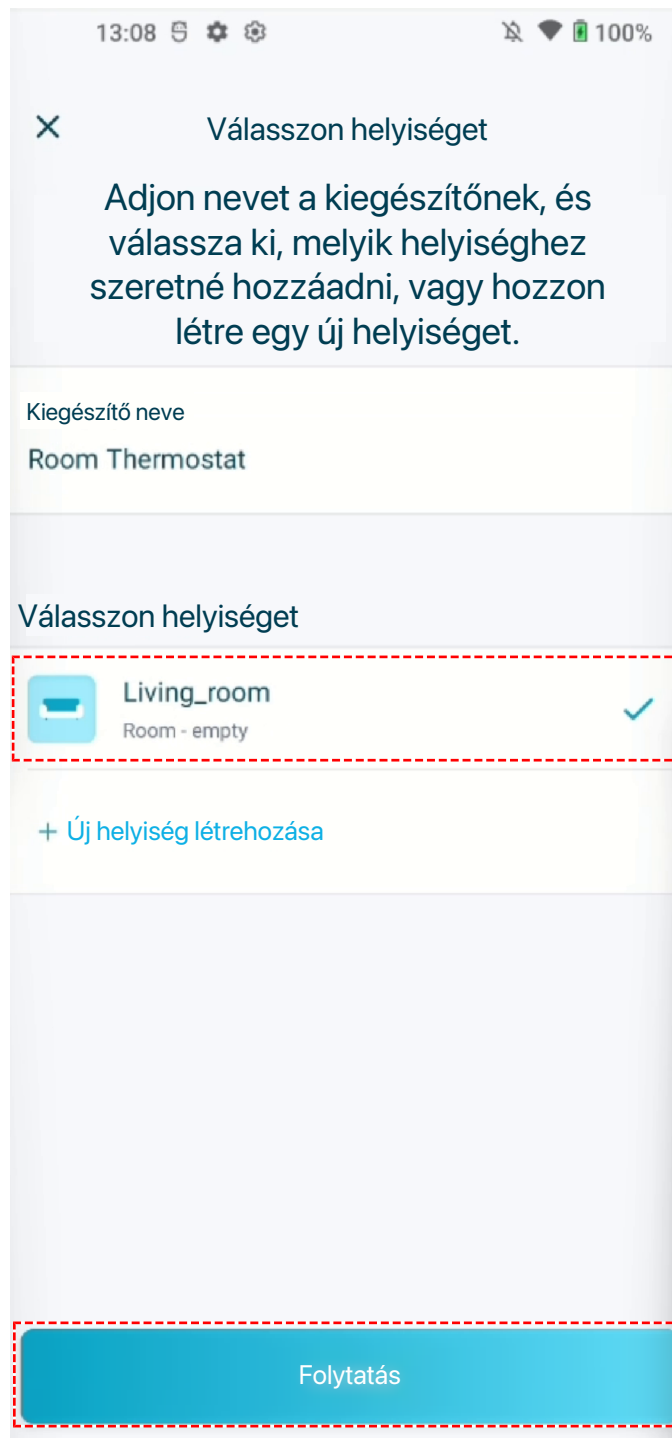 13:08 100%
Válasszon helyiséget
Adjon nevet a kiegészítőnek, és
válassza ki, melyik helyiséghez
szeretné hozzáadni, vagy hozzon
létre egy új helyiséget.
Kiegészítő neve
Room Thermostat
Válasszon helyiséget
Living_room
Room - empty
+ Új helyiség létrehozása
Folytatás